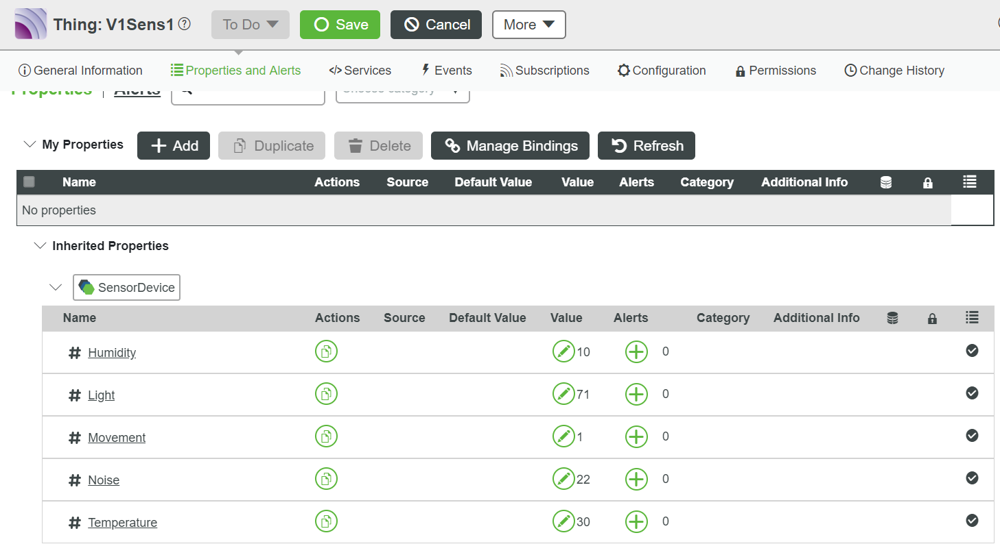 Thing: V1Sens1 ? To Do Save Cancel More
General Information Properties and Alerts </> Services Events Subscriptions Configuration Permissions Change History
Properties | Alerts Choose category
My Properties Add Duplicate Delete Manage Bindings Refresh
Name Actions Source Default Value Value Alerts Category Additional Info
No properties
Inherited Properties
SensorDevice
Name Actions Source Default Value Value Alerts Category Additional Info
# Humidity 10 0
# Light 71 0
# Movement 1 0
# Noise 22 0
# Temperature 30 0